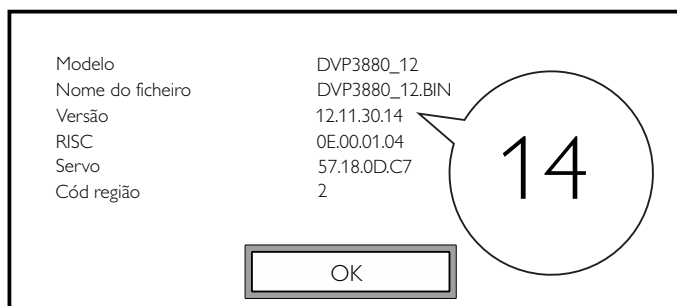 Modelo DVP3880_12
Nome do ficheiro DVP3880_12.BIN
Versão 12.11.30.14
RISC 0E.00.01.04
Servo 57.18.0D.C7
Cód região 2
14
OK